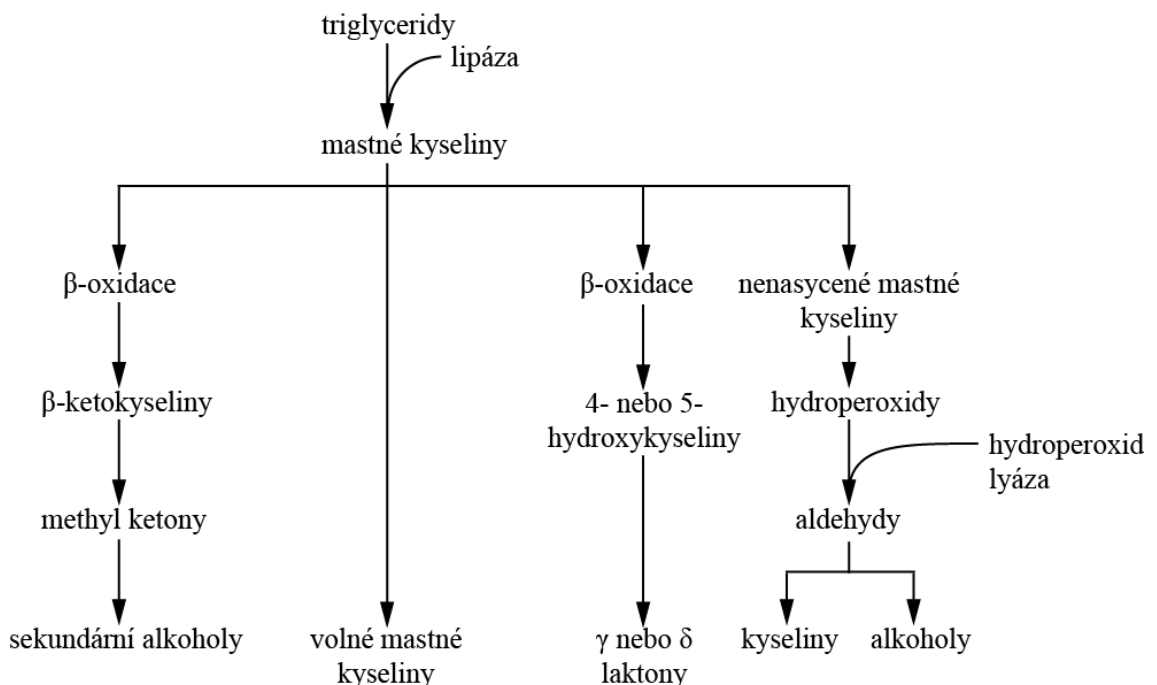 triglyceridy
lipáza
mastné kyseliny
β-oxidace
β-oxidace
nenasycené mastné
kyseliny
β-ketokyseliny
4- nebo 5-
hydroxykyseliny
hydroperoxidy
hydroperoxid
lyáza
methyl ketony
aldehydy
sekundární alkoholy
volné mastné
kyseliny
γ nebo δ
laktony
kyseliny
alkoholy